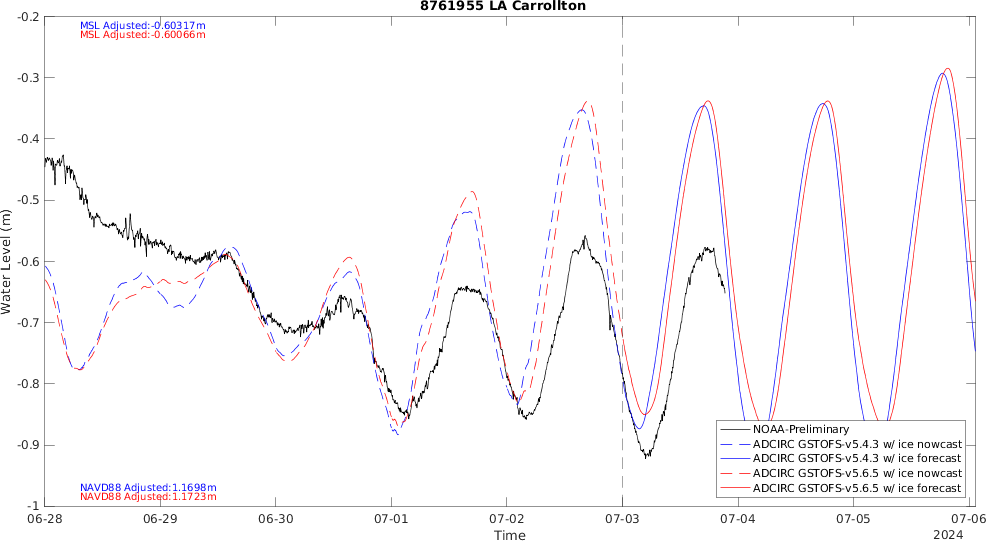 8761955 LA Carrollton
MSL Adjusted:-0.60317m
MSL Adjusted:-0.60066m
-0.2
-0.3
-0.4
-0.5
-0.6
-0.7
-0.8
-0.9
-1
Water Level (m)
NOAA-Preliminary
ADCIRC GSTOFS-v5.4.3 w/ ice nowcast
ADCIRC GSTOFS-v5.4.3 w/ ice forecast
ADCIRC GSTOFS-v5.6.5 w/ ice nowcast
ADCIRC GSTOFS-v5.6.5 w/ ice forecast
NAVD88 Adjusted:1.1698m
NAVD88 Adjusted:1.1723m
06-28 06-29 06-30 07-01 07-02 07-03 07-04 07-05 07-06
Time
2024